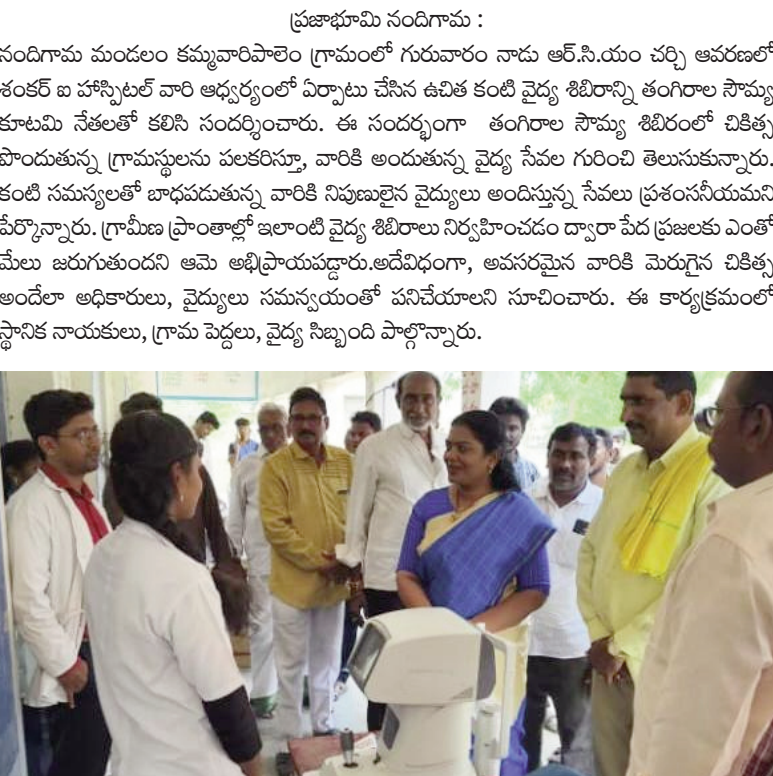 ప్రజాభూమి నందిగామ :
నందిగామ మండలం కమ్మవారిపాలెం గ్రామంలో గురువారం నాడు ఆర్.సి.యం చర్చి ఆవరణలో
శంకర్ ఐ హాస్పిటల్ వారి ఆధ్వర్యంలో ఏర్పాటు చేసిన ఉచిత కంటి వైద్య శిబిరాన్ని తంగిరాల సౌమ్య
కూటమి నేతలతో కలిసి సందర్శించారు. ఈ సందర్భంగా తంగిరాల సౌమ్య శిబిరంలో చికిత్స
పొందుతున్న గ్రామస్థులను పలకరిస్తూ, వారికి అందుతున్న వైద్య సేవల గురించి తెలుసుకున్నారు.
కంటి సమస్యలతో బాధపడుతున్న వారికి నిపుణులైన వైద్యులు అందిస్తున్న సేవలు ప్రశంసనీయమని
పేర్కొన్నారు. గ్రామీణ ప్రాంతాల్లో ఇలాంటి వైద్య శిబిరాలు నిర్వహించడం ద్వారా పేద ప్రజలకు ఎంతో
మేలు జరుగుతుందని ఆమె అభిప్రాయపడ్డారు.అదేవిధంగా, అవసరమైన వారికి మెరుగైన చికిత్స
అందేలా అధికారులు, వైద్యులు సమన్వయంతో పనిచేయాలని సూచించారు. ఈ కార్యక్రమంలో
స్థానిక నాయకులు, గ్రామ పెద్దలు, వైద్య సిబ్బంది పాల్గొన్నారు.